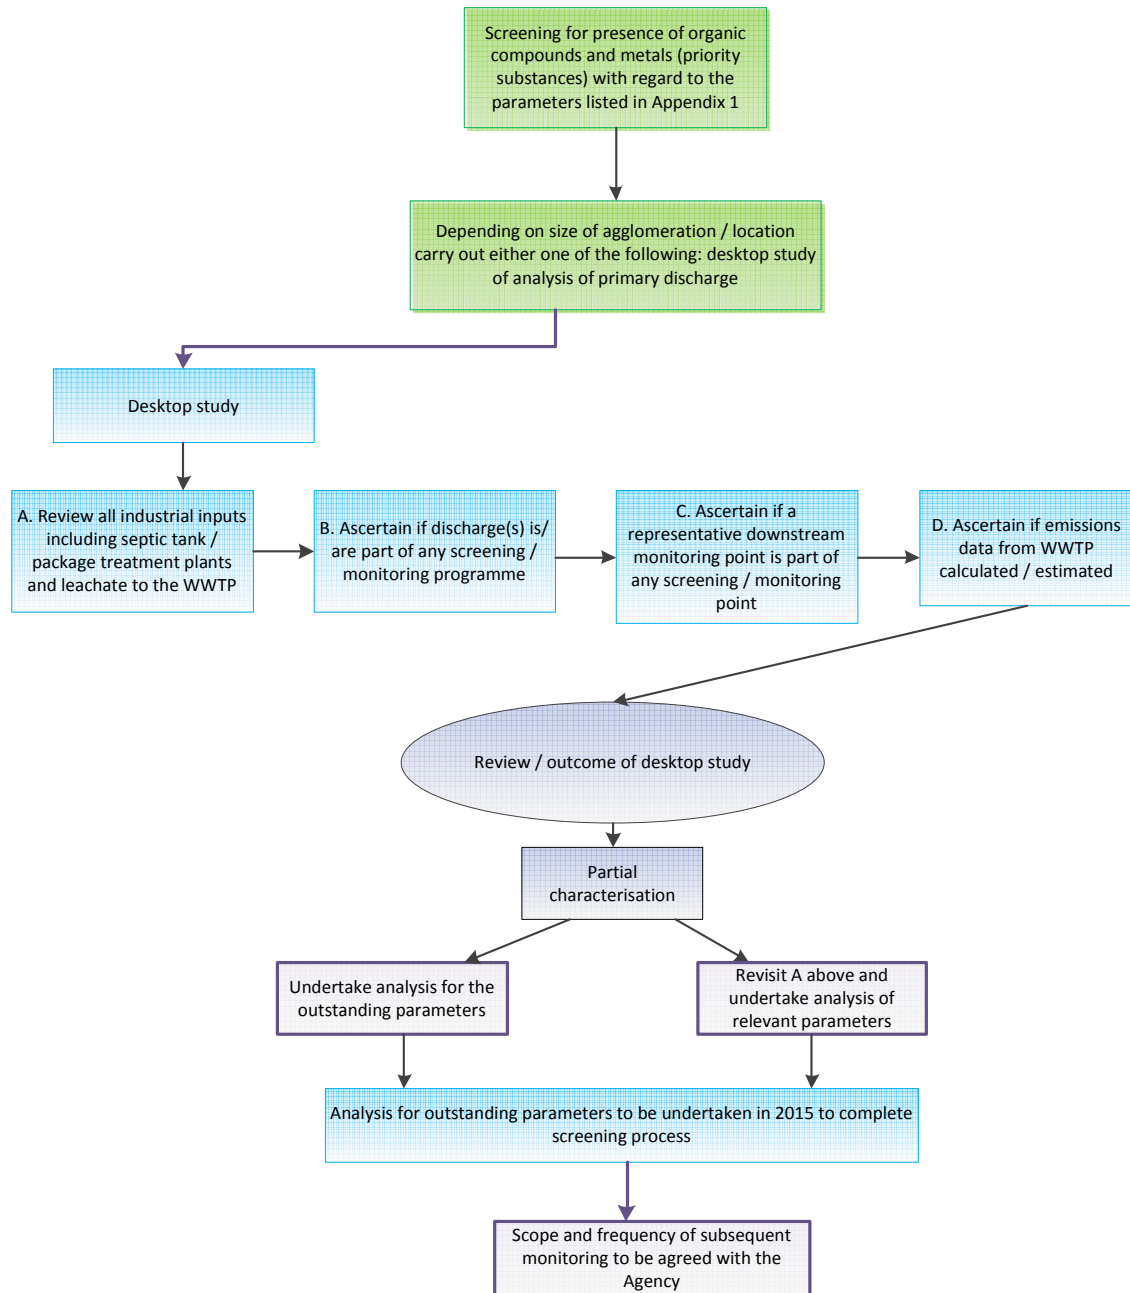 Screening for presence of organic
compounds and metals (priority
substances) with regard to the
parameters listed in Appendix 1
Depending on size of agglomeration / location
carry out either one of the following: desktop study
of analysis of primary discharge
Desktop study
A. Review all industrial inputs
including septic tank /
package treatment plants
and leachate to the WWTP
B. Ascertain if discharge(s) is/
are part of any screening /
monitoring programme
C. Ascertain if a
representative downstream
monitoring point is part of
any screening / monitoring
point
D. Ascertain if emissions
data from WWTP
calculated / estimated
Review / outcome of desktop study
Partial
characterisation
Undertake analysis for the
outstanding parameters
Revisit A above and
undertake analysis of
relevant parameters
Analysis for outstanding parameters to be undertaken in 2015 to complete
screening process
Scope and frequency of subsequent
monitoring to be agreed with the
Agency